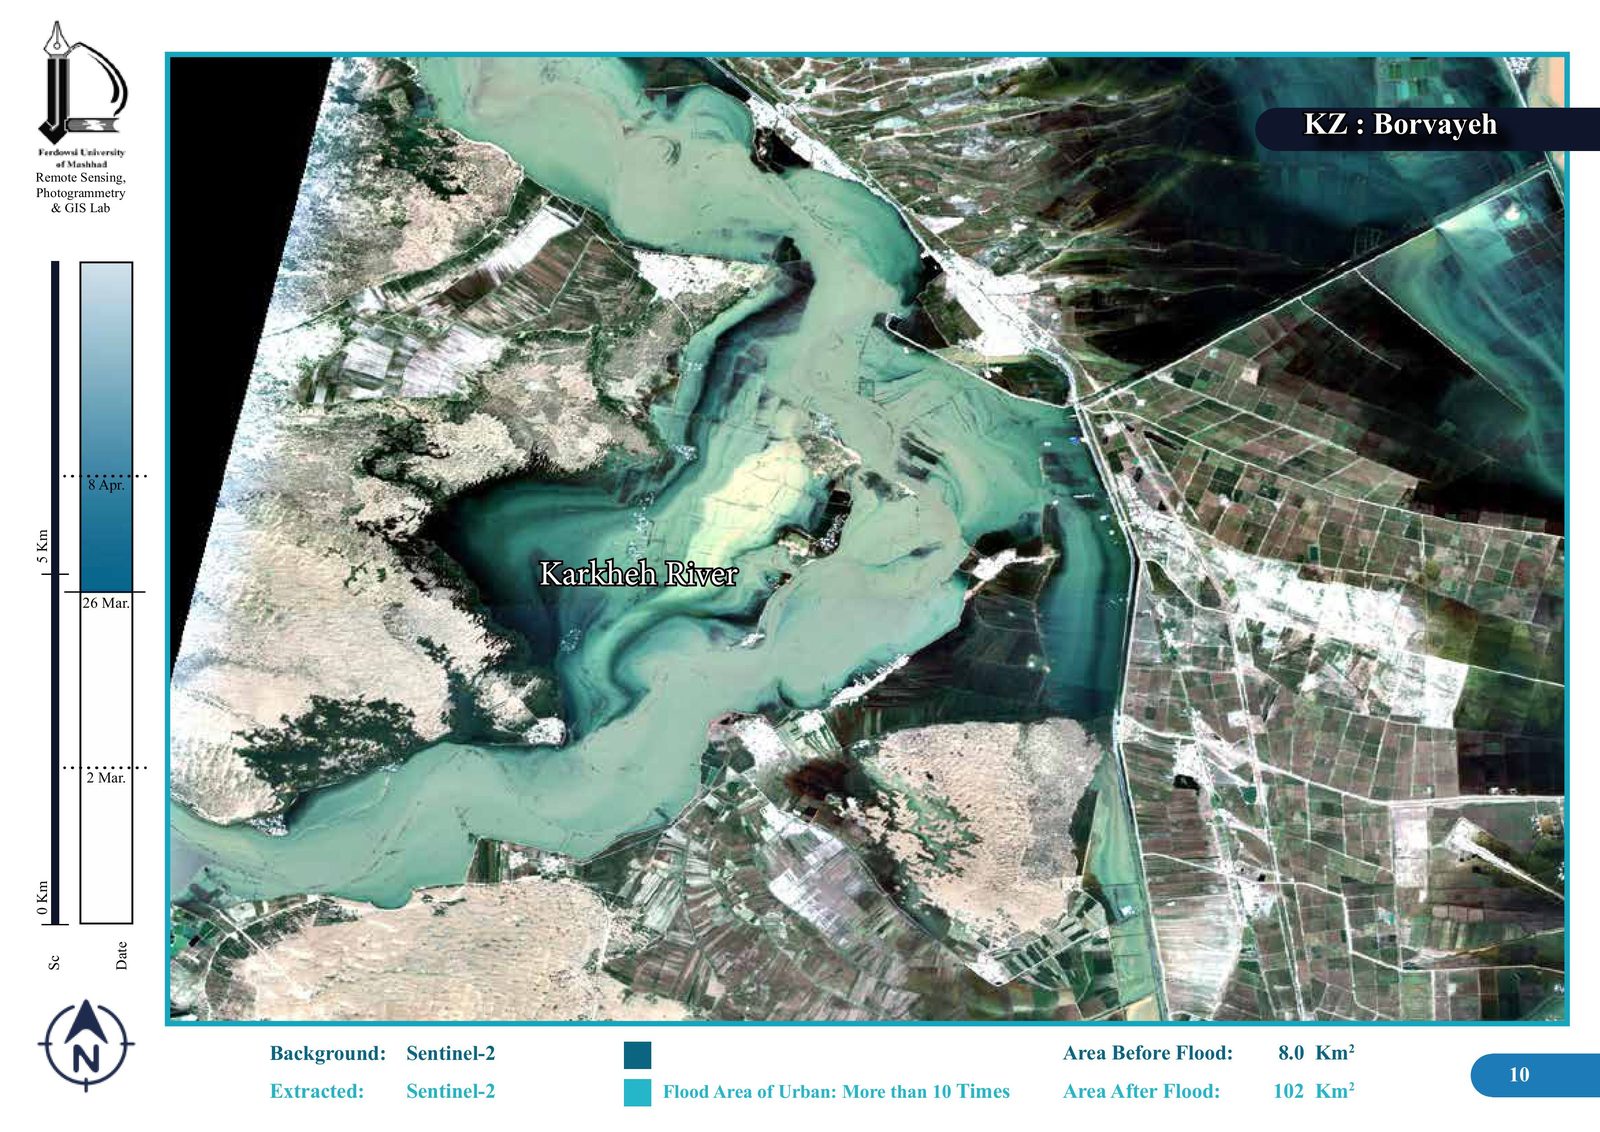 Ferdowsi University
of Mashhad
Remote Sensing,
Photogrammetry
& GIS Lab
KZ : Borvayeh
8 Apr.
5 Km
26 Mar.
Karkheh River
2 Mar.
0 Km
Sc
Date
N
Background: Sentinel-2
Area Before Flood: 8.0 Km²
Extracted: Sentinel-2
Flood Area of Urban: More than 10 Times
Area After Flood: 102 Km²
10